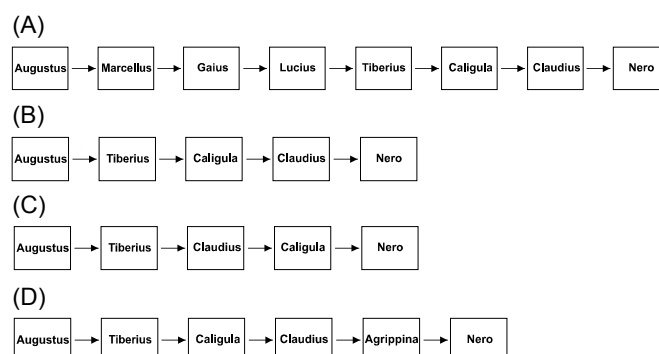 (A)
Augustus Marcellus Gaius Lucius Tiberius Caligula Claudius Nero
(B)
Augustus Tiberius Caligula Claudius Nero
(C)
Augustus Tiberius Claudius Caligula Nero
(D)
Augustus Tiberius Caligula Claudius Agrippina Nero